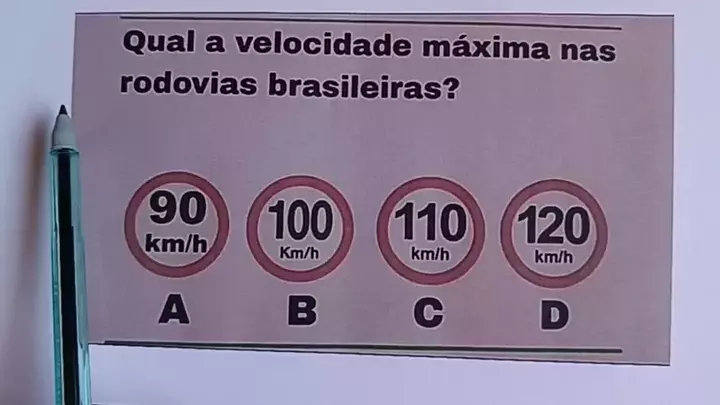 Qual a velocidade máxima nas
rodovias brasileiras?
90 km/h
100 Km/h
110 km/h
120 km/h
A B C D